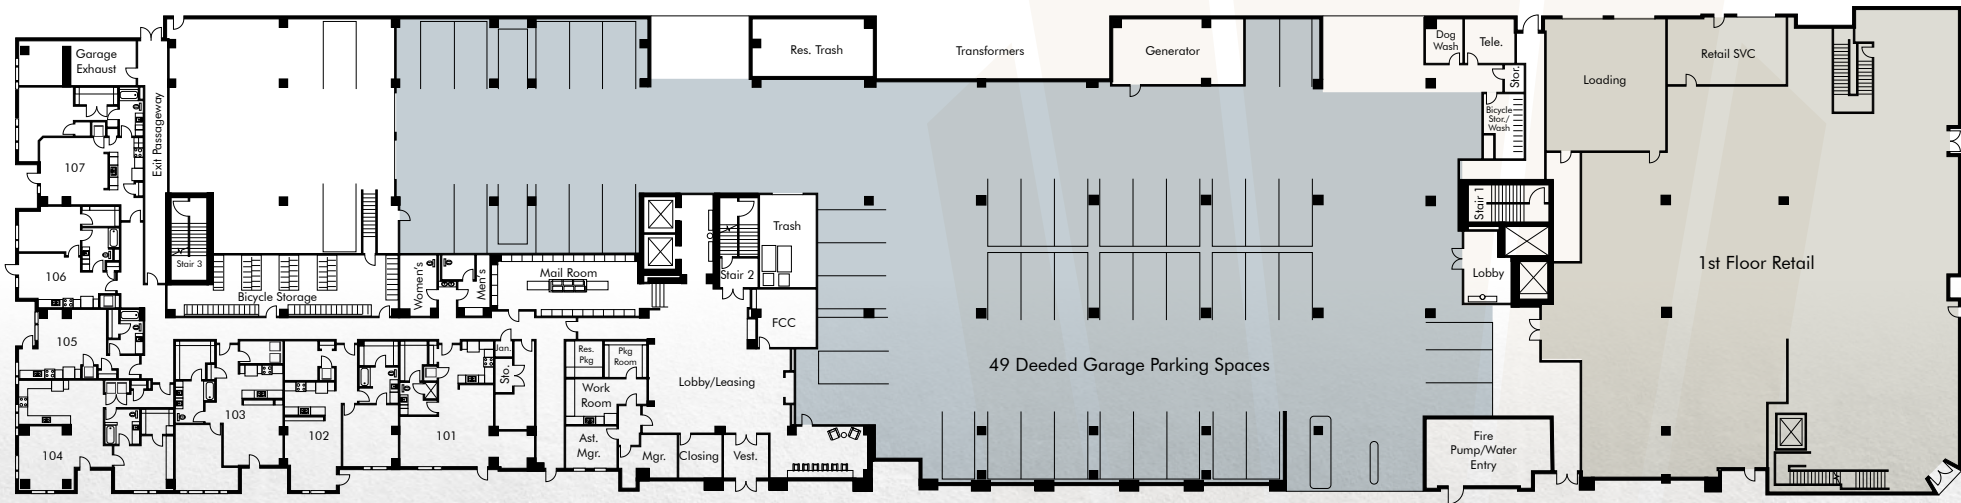 Garage
Exhaust
Exit Passageway
Res. Trash
Transformers
Generator
Dog
Wash
Tele.
Stor.
Bicycle
Stor./
Wash
Loading
Retail SVC
107
106
105
104
103
102
101
Stair 3
Bicycle Storage
Women's
Men's
Mail Room
Stair 2
Trash
FCC
Stair 1
Lobby
1st Floor Retail
Jan.
Sto.
Res.
Pkg
Pkg
Room
Work
Room
Ast.
Mgr.
Mgr.
Closing
Vest.
Lobby/Leasing
49 Deeded Garage Parking Spaces
Fire
Pump/Water
Entry